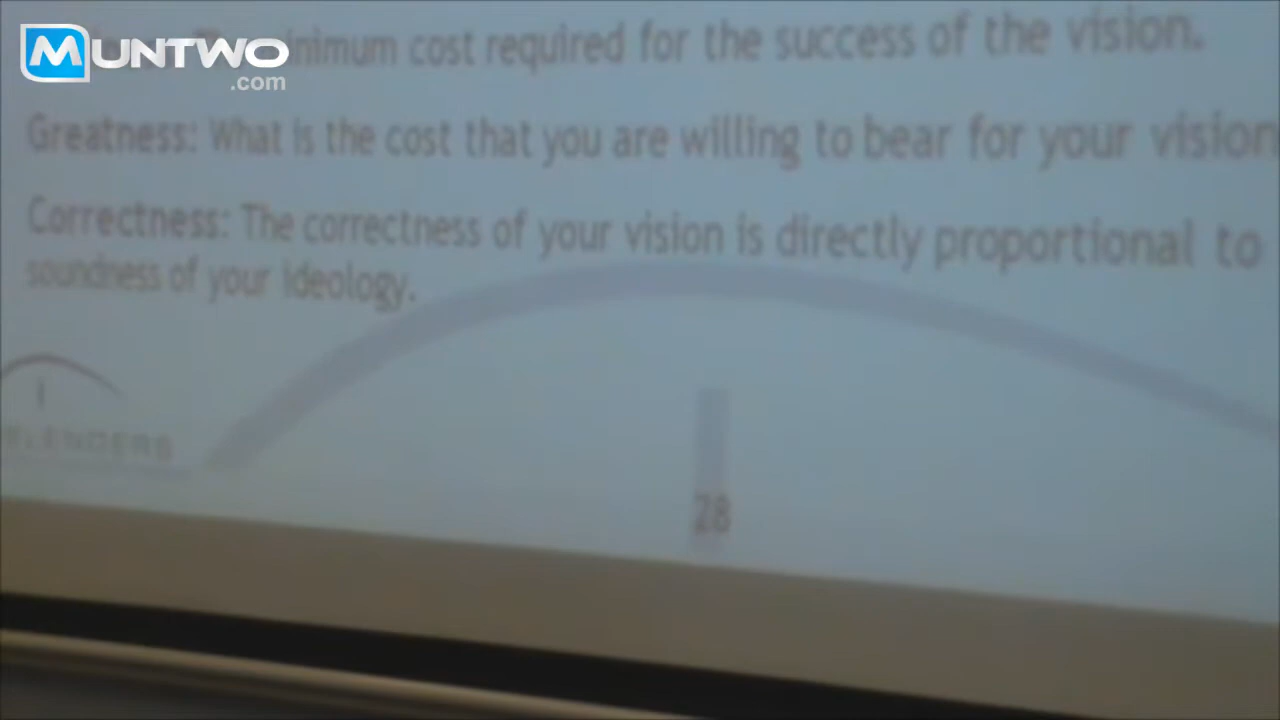 MUNTWO
.com
minimum cost required for the success of the vision.
Greatness: What is the cost that you are willing to bear for your vision
Correctness: The correctness of your vision is directly proportional to
soundness of your ideology.
28